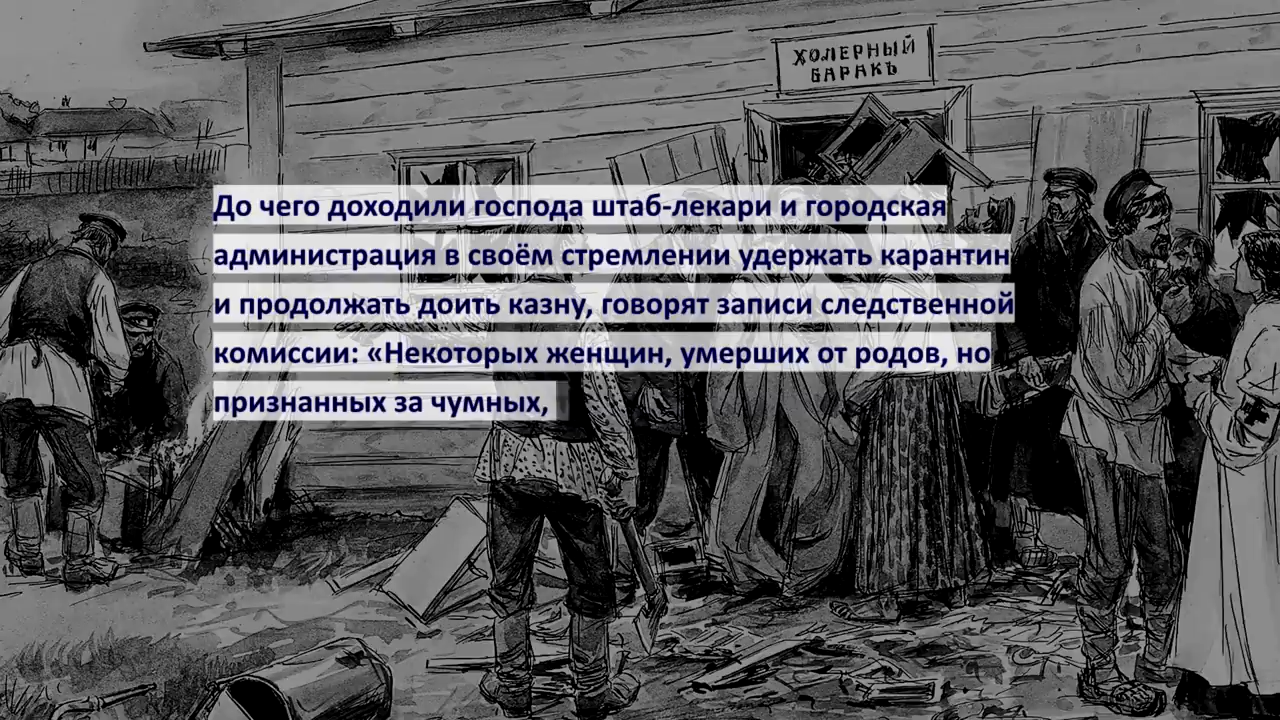 ХОЛЕРНЫЙ
БАРАКЪ
До чего доходили господа штаб-лекари и городская
администрация в своём стремлении удержать карантин
и продолжать доить казну, говорят записи следственной
комиссии: «Некоторых женщин, умерших от родов, но
признанных за чумных,